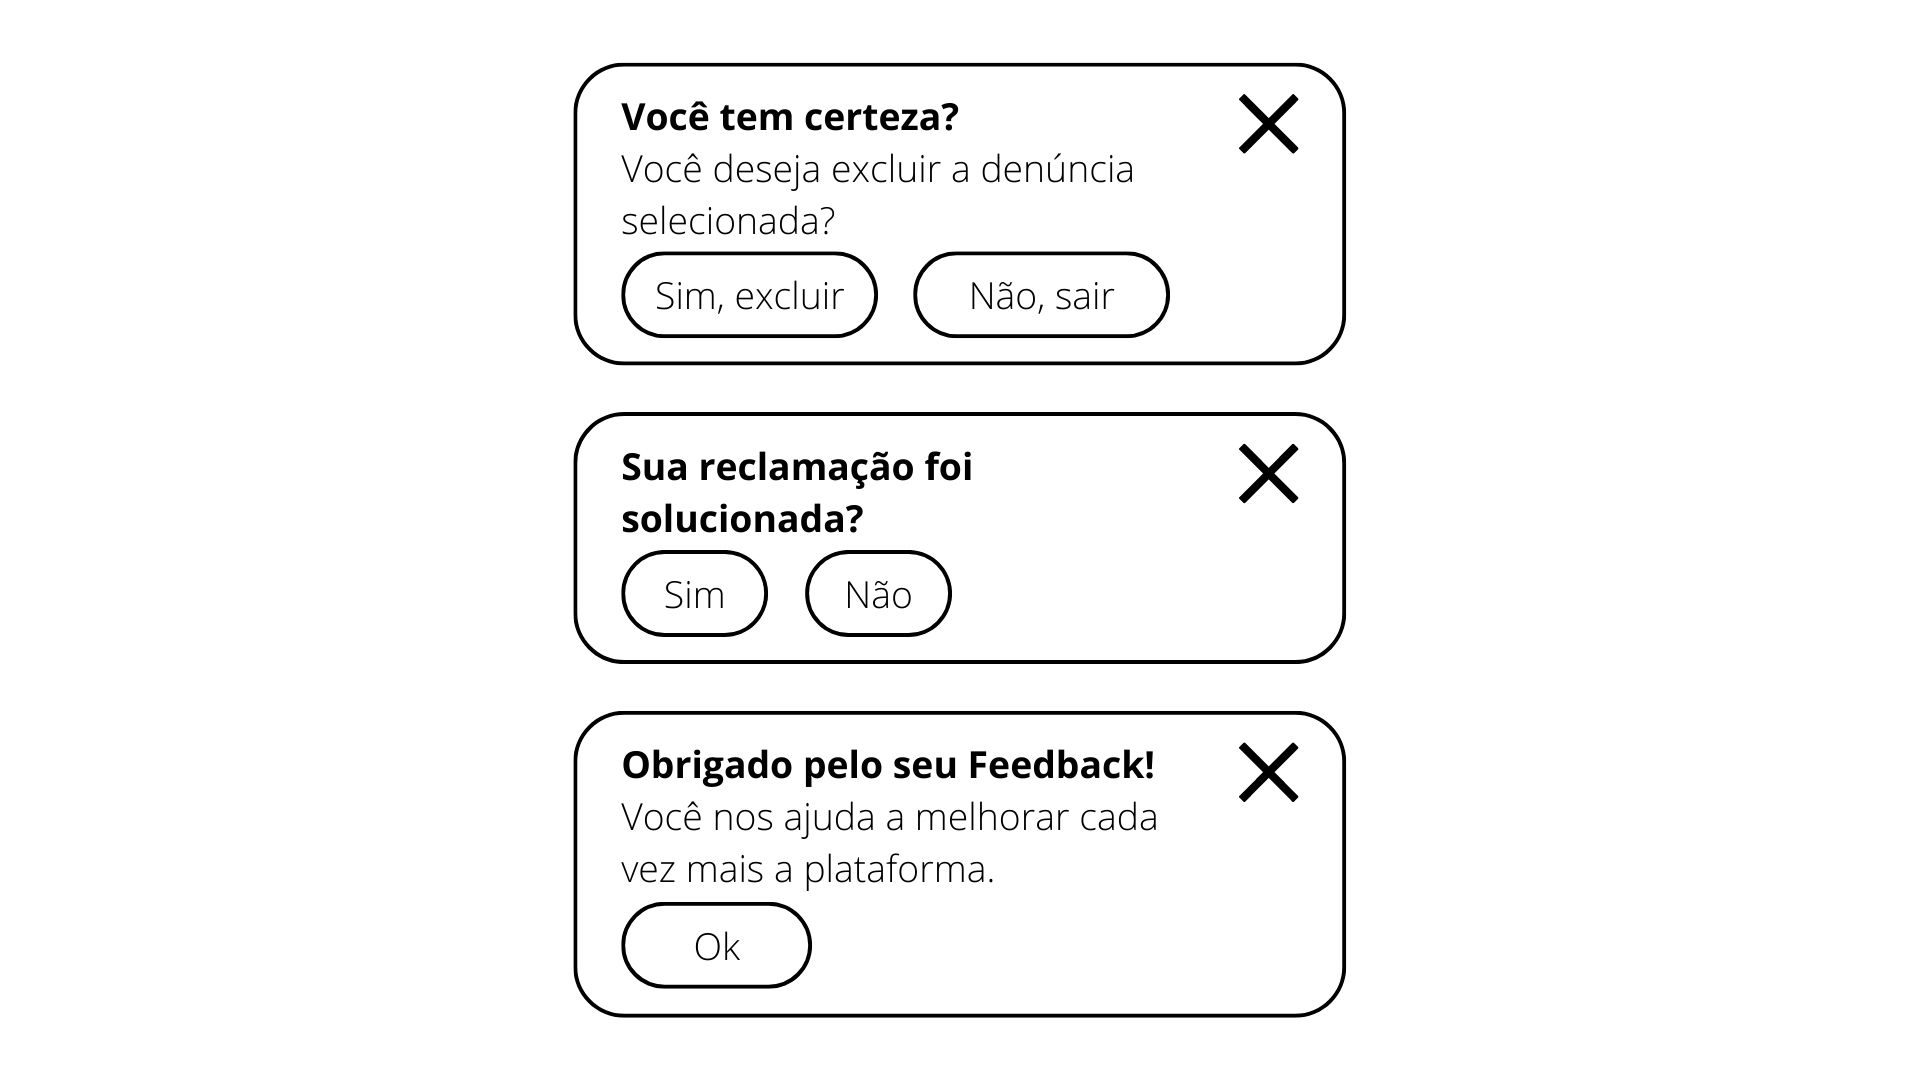 Você tem certeza?
Você deseja excluir a denúncia
selecionada?
Sim, excluir
Não, sair
Sua reclamação foi
solucionada?
Sim
Não
Obrigado pelo seu Feedback!
Você nos ajuda a melhorar cada
vez mais a plataforma.
Ok